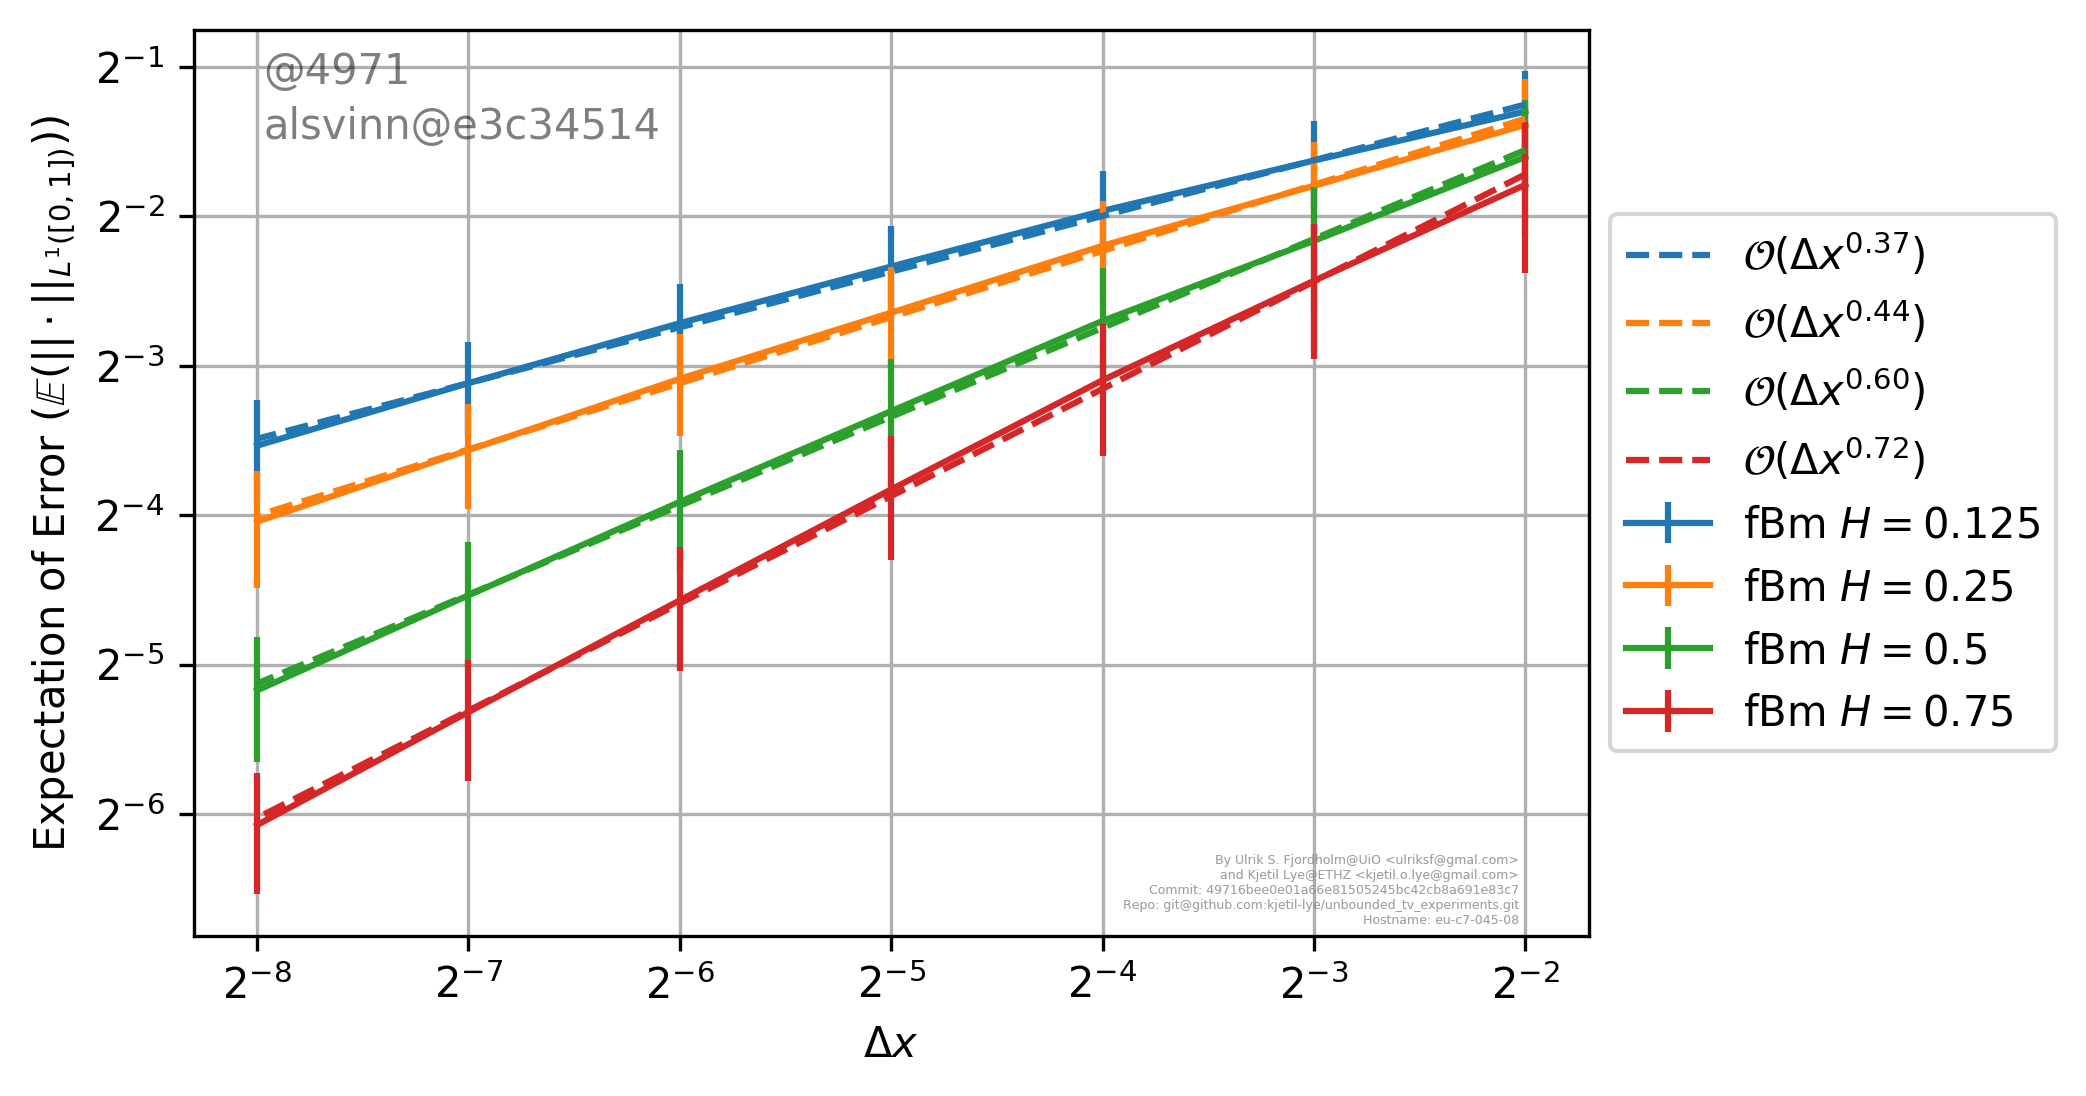 @4971
alsvinn@e3c34514
Expectation of Error (𝔼(||·||_{L^1([0,1])}))
2^{-1}
2^{-2}
2^{-3}
2^{-4}
2^{-5}
2^{-6}
2^{-8}
2^{-7}
2^{-6}
2^{-5}
2^{-4}
2^{-3}
2^{-2}
Δx
By Ulrik S. Fjordholm@UiO <ulriksf@gmal.com>
and Kjetil Lye@ETHZ <kjetil.o.lye@gmail.com>
Commit: 49716bee0e01a66e81505245bc42cb8a691e83c7
Repo: git@github.com:kjetil-lye/unbounded_tv_experiments.git
Hostname: eu-c7-045-08
𝒪(Δx^{0.37})
𝒪(Δx^{0.44})
𝒪(Δx^{0.60})
𝒪(Δx^{0.72})
fBm H = 0.125
fBm H = 0.25
fBm H = 0.5
fBm H = 0.75